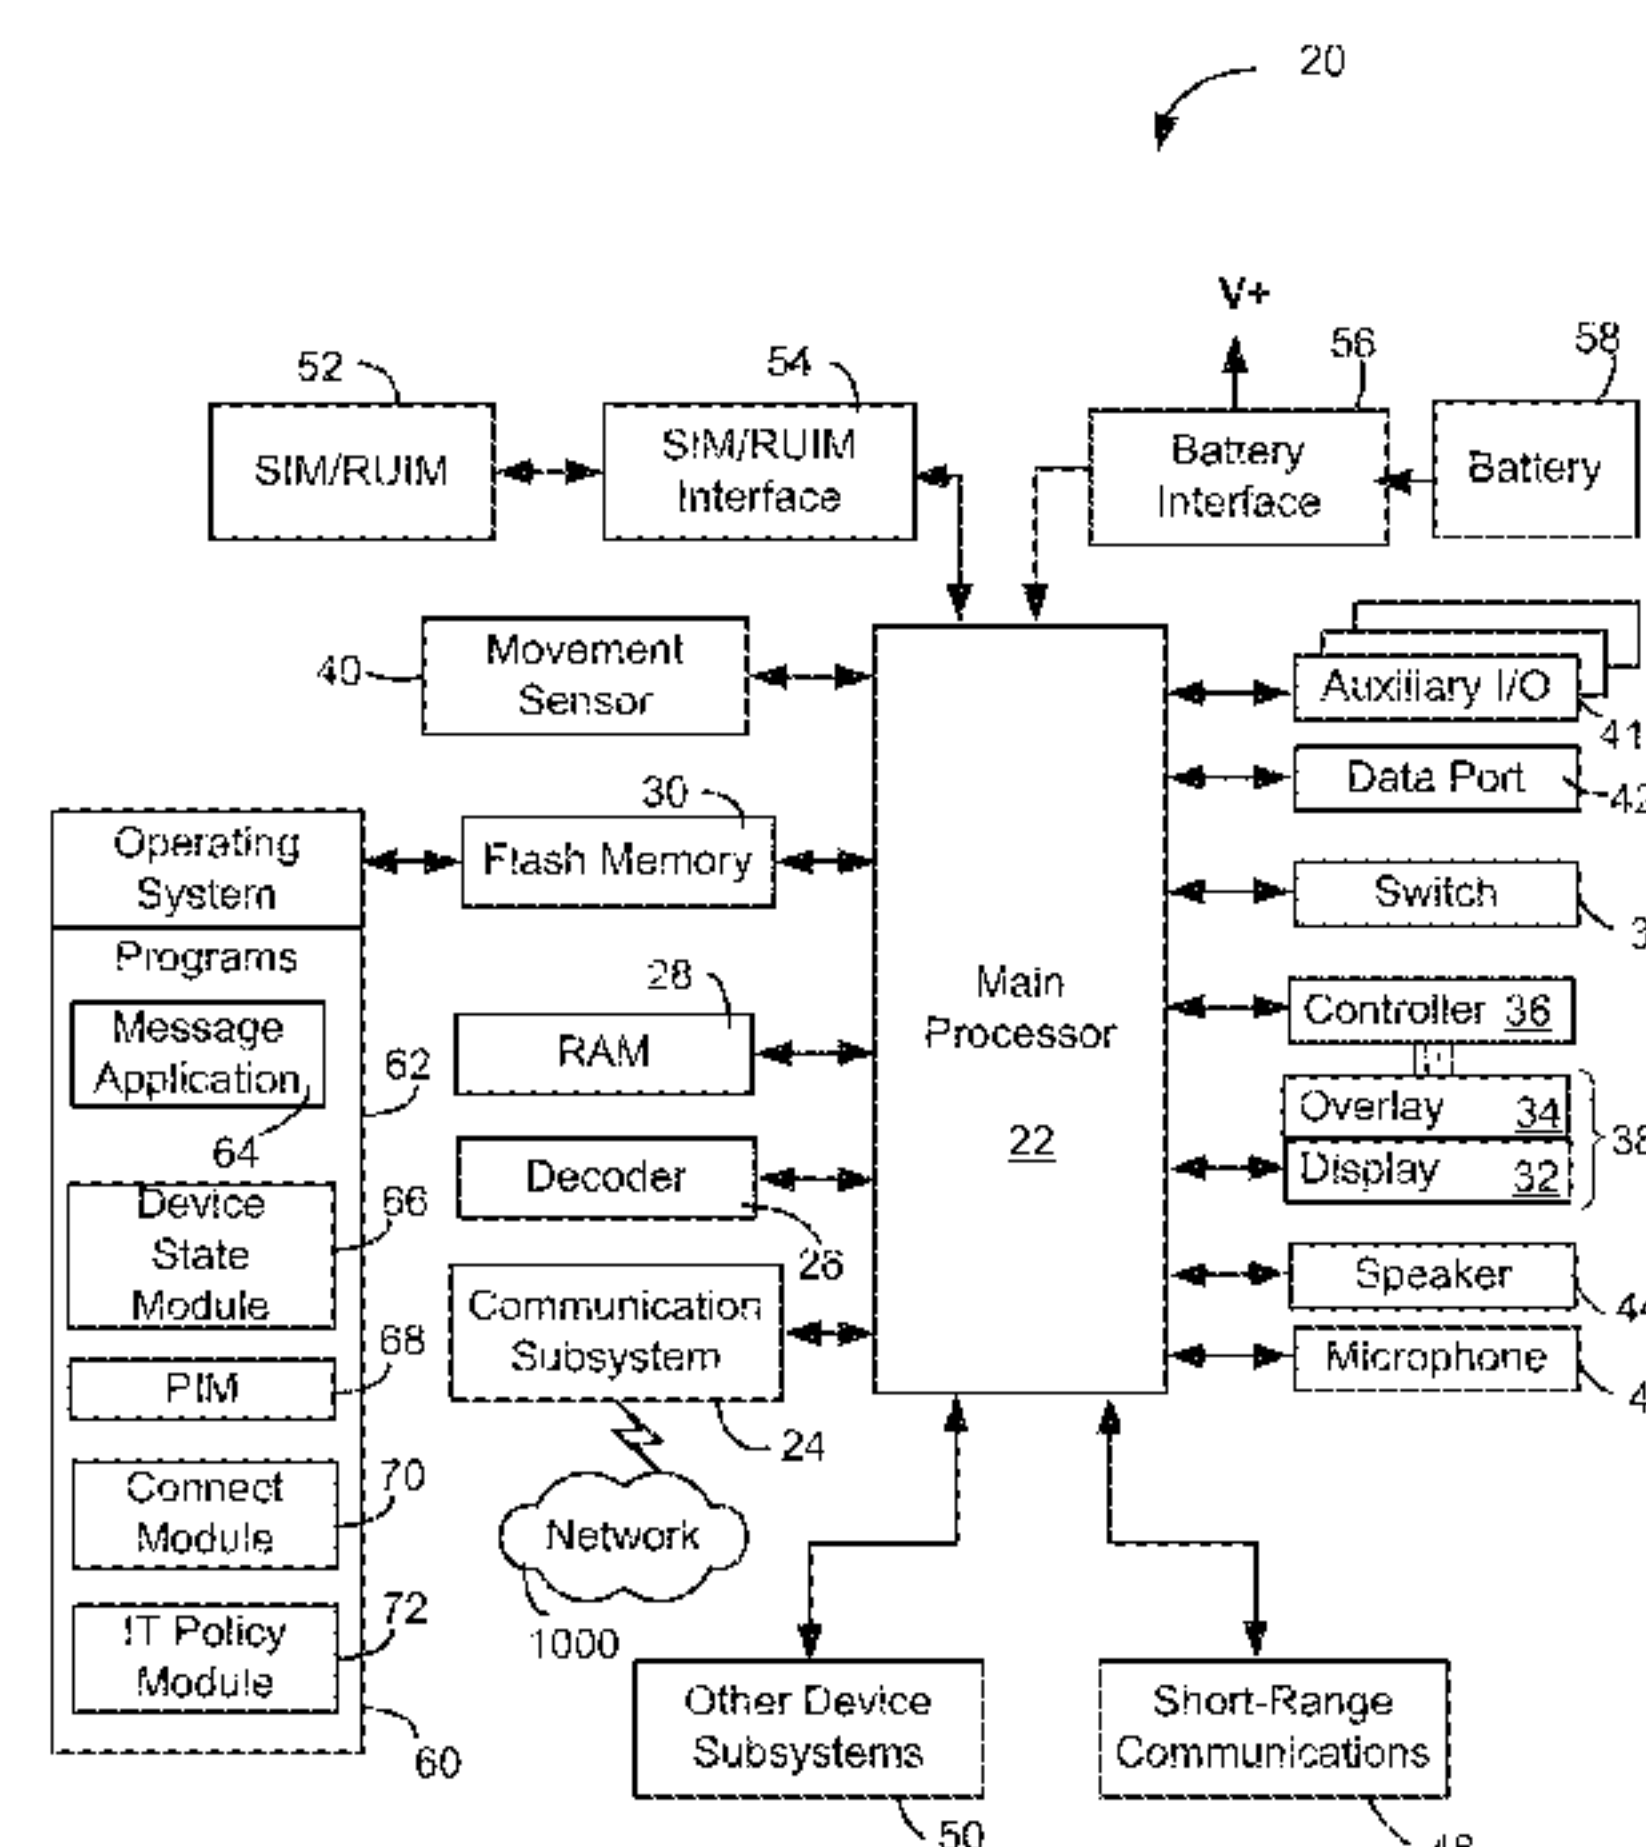 20
V+
52
54
56
58
SIM/RUIM
SIM/RUIM
Interface
Battery
Interface
Battery
40
Movement
Sensor
Auxiliary I/O
41
Data Port
42
30
Operating
System
Flash Memory
Switch
Programs
28
Main
Processor
22
Controller 36
Message
Application
64
62
RAM
Overlay 34
38
Display 32
Decoder
26
Device
State
Module
66
Communication
Subsystem
24
Speaker
44
Microphone
PIM
68
Connect
Module
70
Network
1000
IT Policy
Module
72
60
Other Device
Subsystems
50
Short-Range
Communications